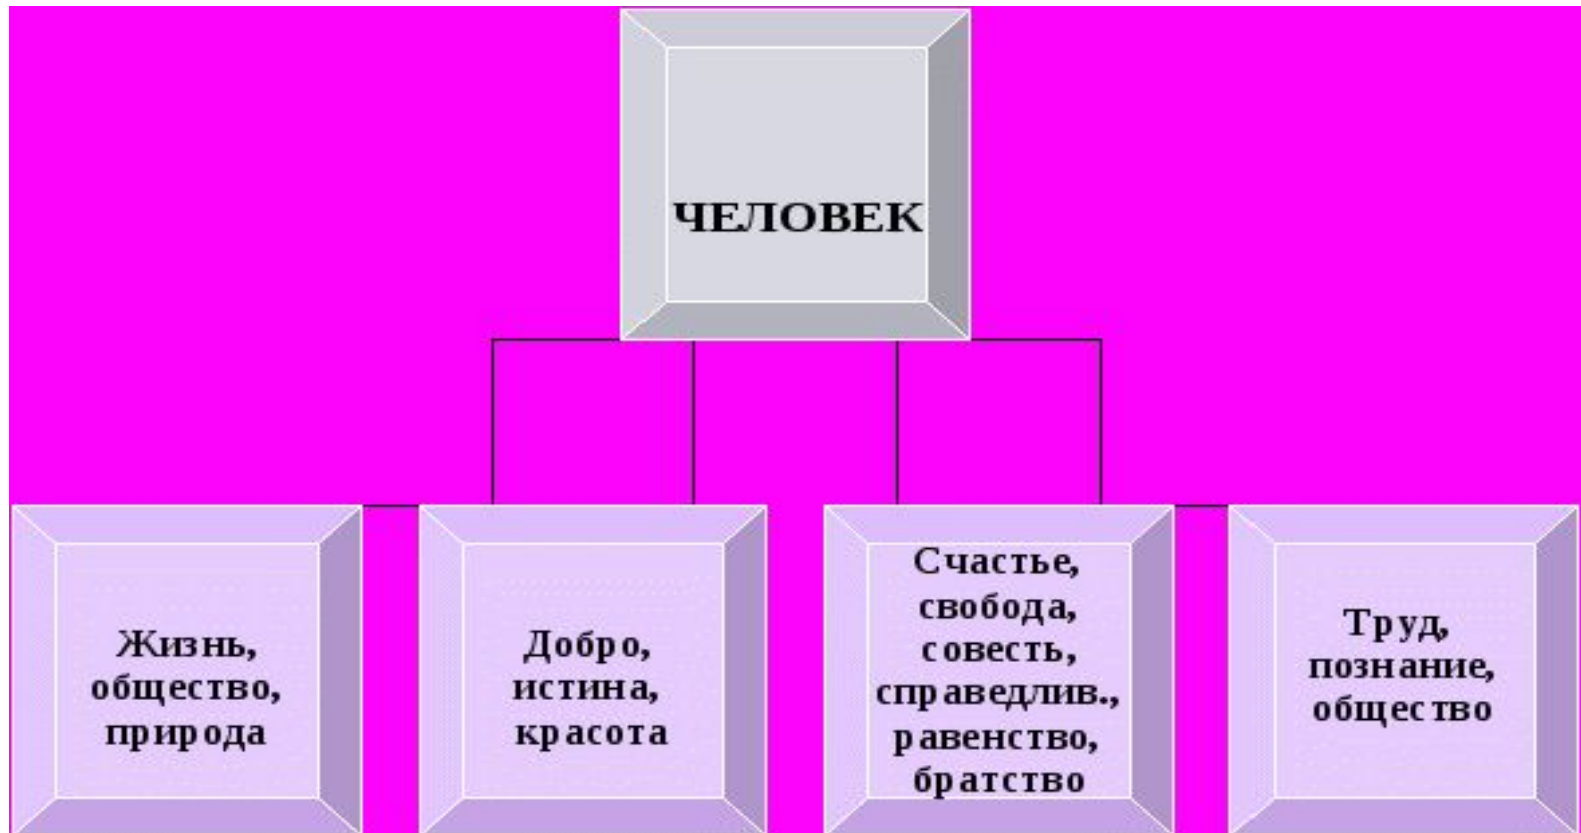 ЧЕЛОВЕК
Жизнь,
общество,
природа
Добро,
истина,
красота
Счастье,
свобода,
совесть,
справедлив.,
равенство,
братство
Труд,
познание,
общество